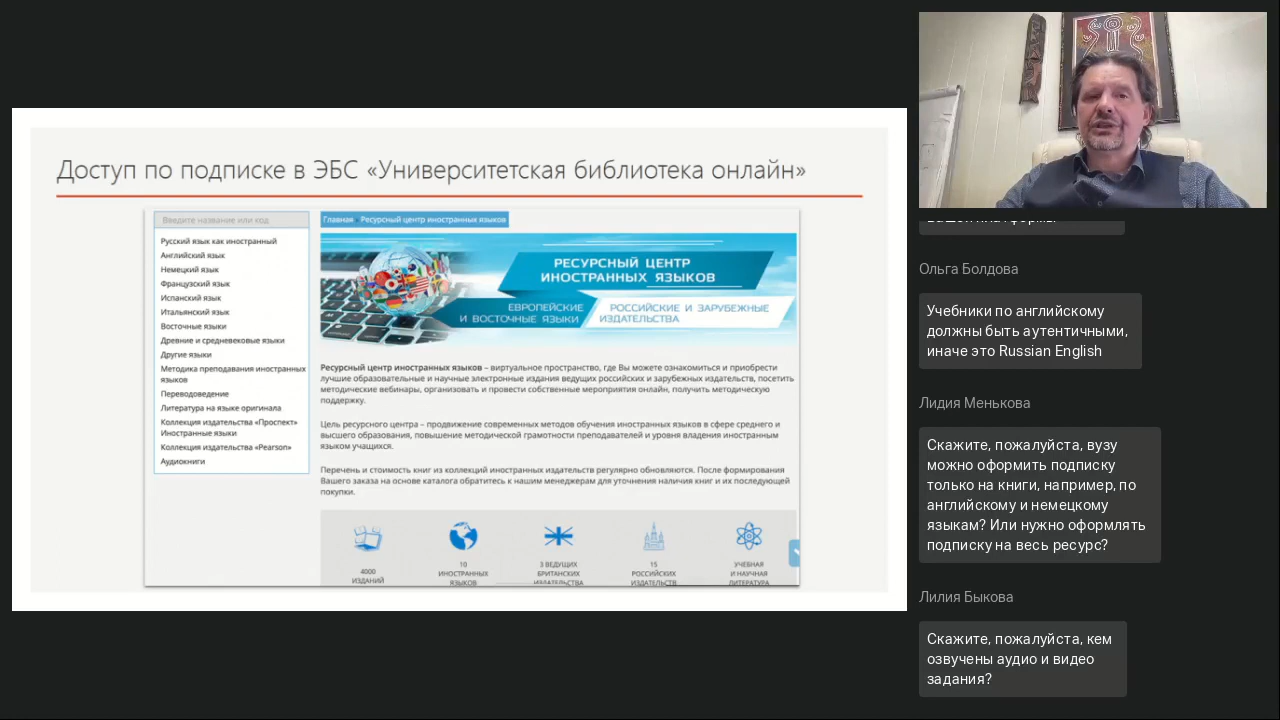 Доступ по подписке в ЭБС «Университетская библиотека онлайн»
Введите название или код
Русский язык как иностранный
Английский язык
Немецкий язык
Французский язык
Испанский язык
Итальянский язык
Восточные языки
Древние и средневековые языки
Другие языки
Методика преподавания иностранных
языков
Переводоведение
Литература на языке оригинала
Коллекция издательства «Проспект»
Иностранные языки
Коллекция издательства «Pearson»
Аудиокниги
Главная » Ресурсный центр иностранных языков
РЕСУРСНЫЙ ЦЕНТР
ИНОСТРАННЫХ ЯЗЫКОВ
ЕВРОПЕЙСКИЕ
И ВОСТОЧНЫЕ ЯЗЫКИ
РОССИЙСКИЕ И ЗАРУБЕЖНЫЕ
ИЗДАТЕЛЬСТВА
Ресурсный центр иностранных языков – виртуальное пространство, где Вы можете ознакомиться и приобрести
лучшие образовательные и научные электронные издания ведущих российских и зарубежных издательств, посетить
методические вебинары, организовать и провести собственные мероприятия онлайн, получить методическую
поддержку.
Цель ресурсного центра – продвижение современных методов обучения иностранных языков в сфере среднего и
высшего образования, повышение методической грамотности преподавателей и уровня владения иностранным
языком учащихся.
Перечень и стоимость книг из коллекций иностранных издательств регулярно обновляются. После формирования
Вашего заказа на основе каталога обратитесь к нашим менеджерам для уточнения наличия книг и их последующей
покупки.
4000
ИЗДАНИЙ
10
ИНОСТРАННЫХ
ЯЗЫКОВ
3 ВЕДУЩИХ
БРИТАНСКИХ
ИЗДАТЕЛЬСТВА
15
РОССИЙСКИХ
ИЗДАТЕЛЬСТВ
УЧЕБНАЯ
И НАУЧНАЯ
ЛИТЕРАТУРА
вашей платформы
Ольга Болдова
Учебники по английскому
должны быть аутентичными,
иначе это Russian English
Лидия Менькова
Скажите, пожалуйста, вузу
можно оформить подписку
только на книги, например, по
английскому и немецкому
языкам? Или нужно оформлять
подписку на весь ресурс?
Лилия Быкова
Скажите, пожалуйста, кем
озвучены аудио и видео
задания?